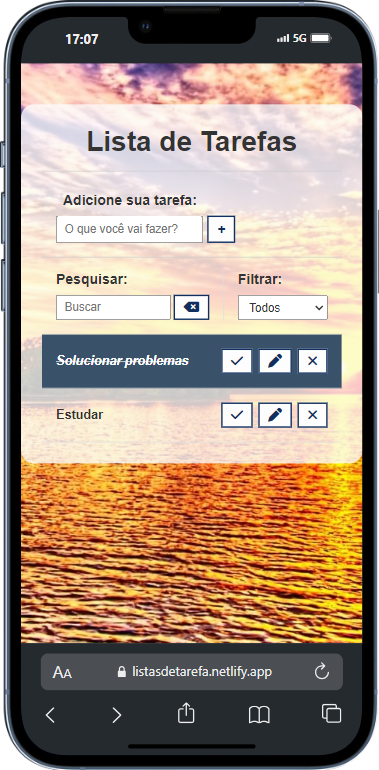 17:07
5G
Lista de Tarefas
Adicione sua tarefa:
O que você vai fazer?
+
Pesquisar:
Filtrar:
Buscar
Todos
Solucionar problemas
Estudar
AA
listasdetarefa.netlify.app